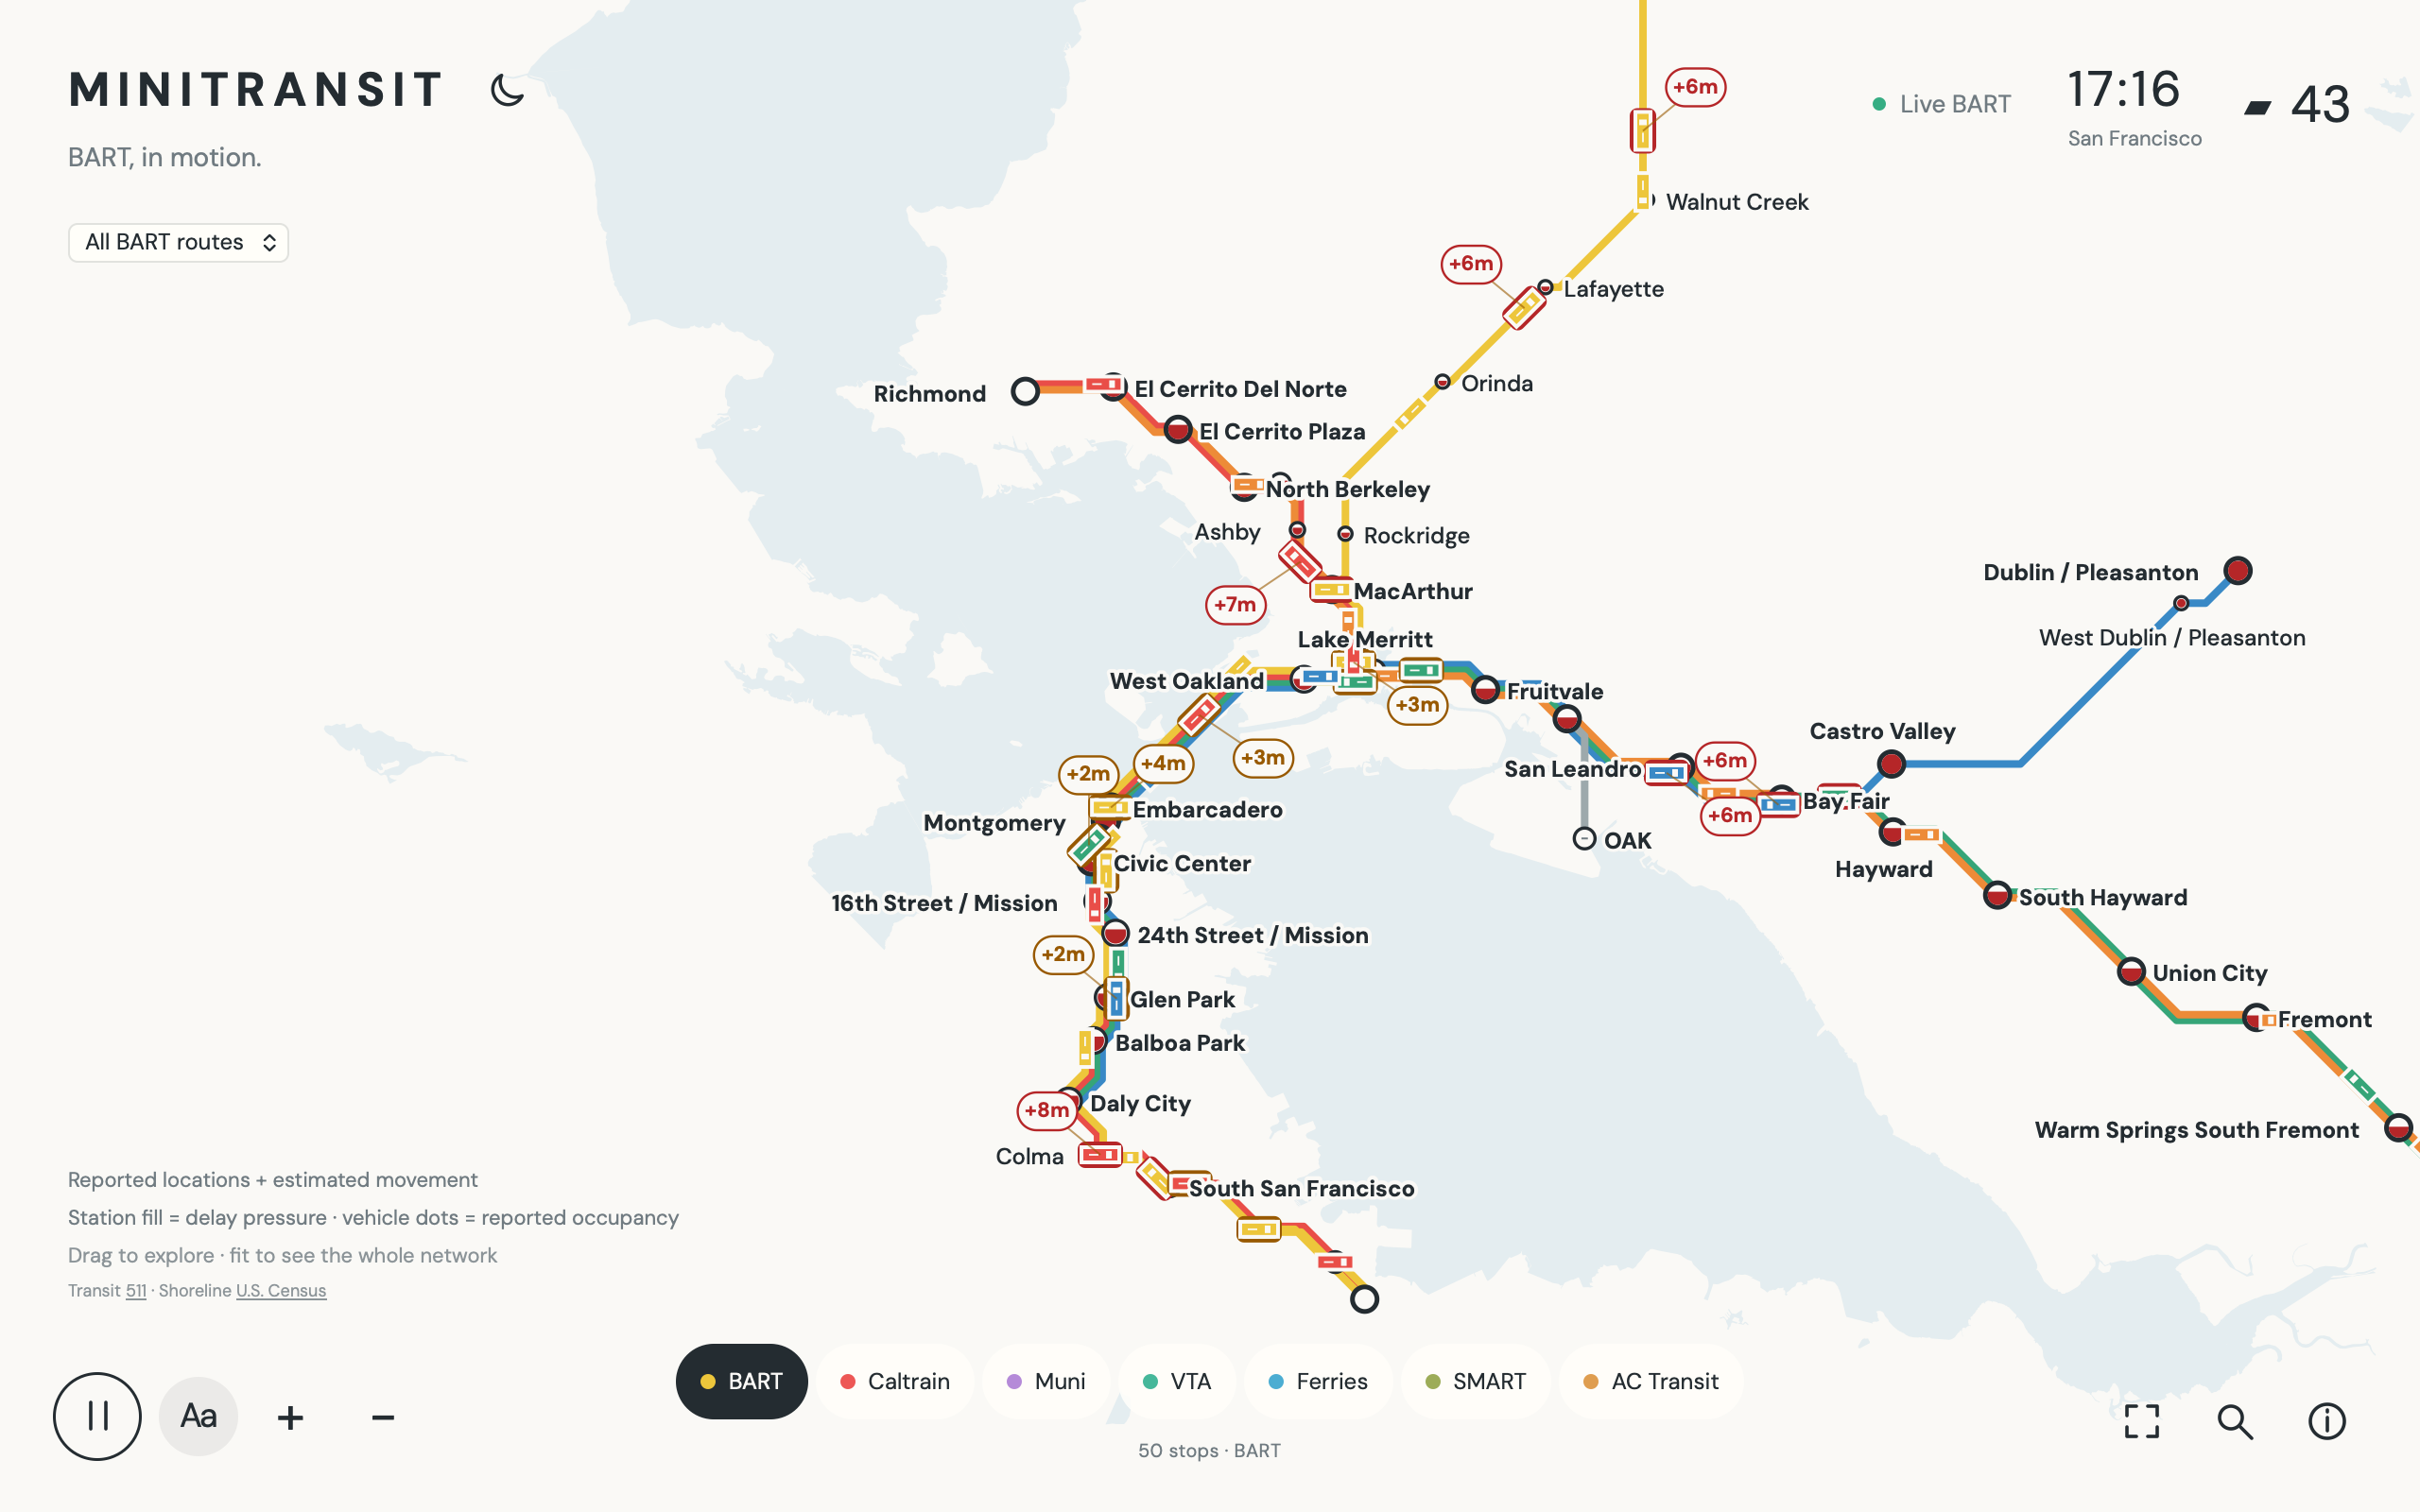 MINITRANSIT
BART, in motion.
All BART routes
Live BART
17:16
San Francisco
43
+6m
Walnut Creek
+6m
Lafayette
Orinda
Richmond
El Cerrito Del Norte
El Cerrito Plaza
North Berkeley
Ashby
Rockridge
+7m
MacArthur
Dublin / Pleasanton
West Dublin / Pleasanton
Lake Merritt
West Oakland
+3m
Fruitvale
Castro Valley
+3m
+4m
+2m
San Leandro
+6m
Bay Fair
+6m
Embarcadero
Montgomery
OAK
Civic Center
Hayward
16th Street / Mission
South Hayward
24th Street / Mission
+2m
Union City
Glen Park
Fremont
Balboa Park
Daly City
+8m
Warm Springs South Fremont
Colma
South San Francisco
Reported locations + estimated movement
Station fill = delay pressure · vehicle dots = reported occupancy
Drag to explore · fit to see the whole network
Transit 511 · Shoreline U.S. Census
Aa
+
−
BART
Caltrain
Muni
VTA
Ferries
SMART
AC Transit
50 stops · BART